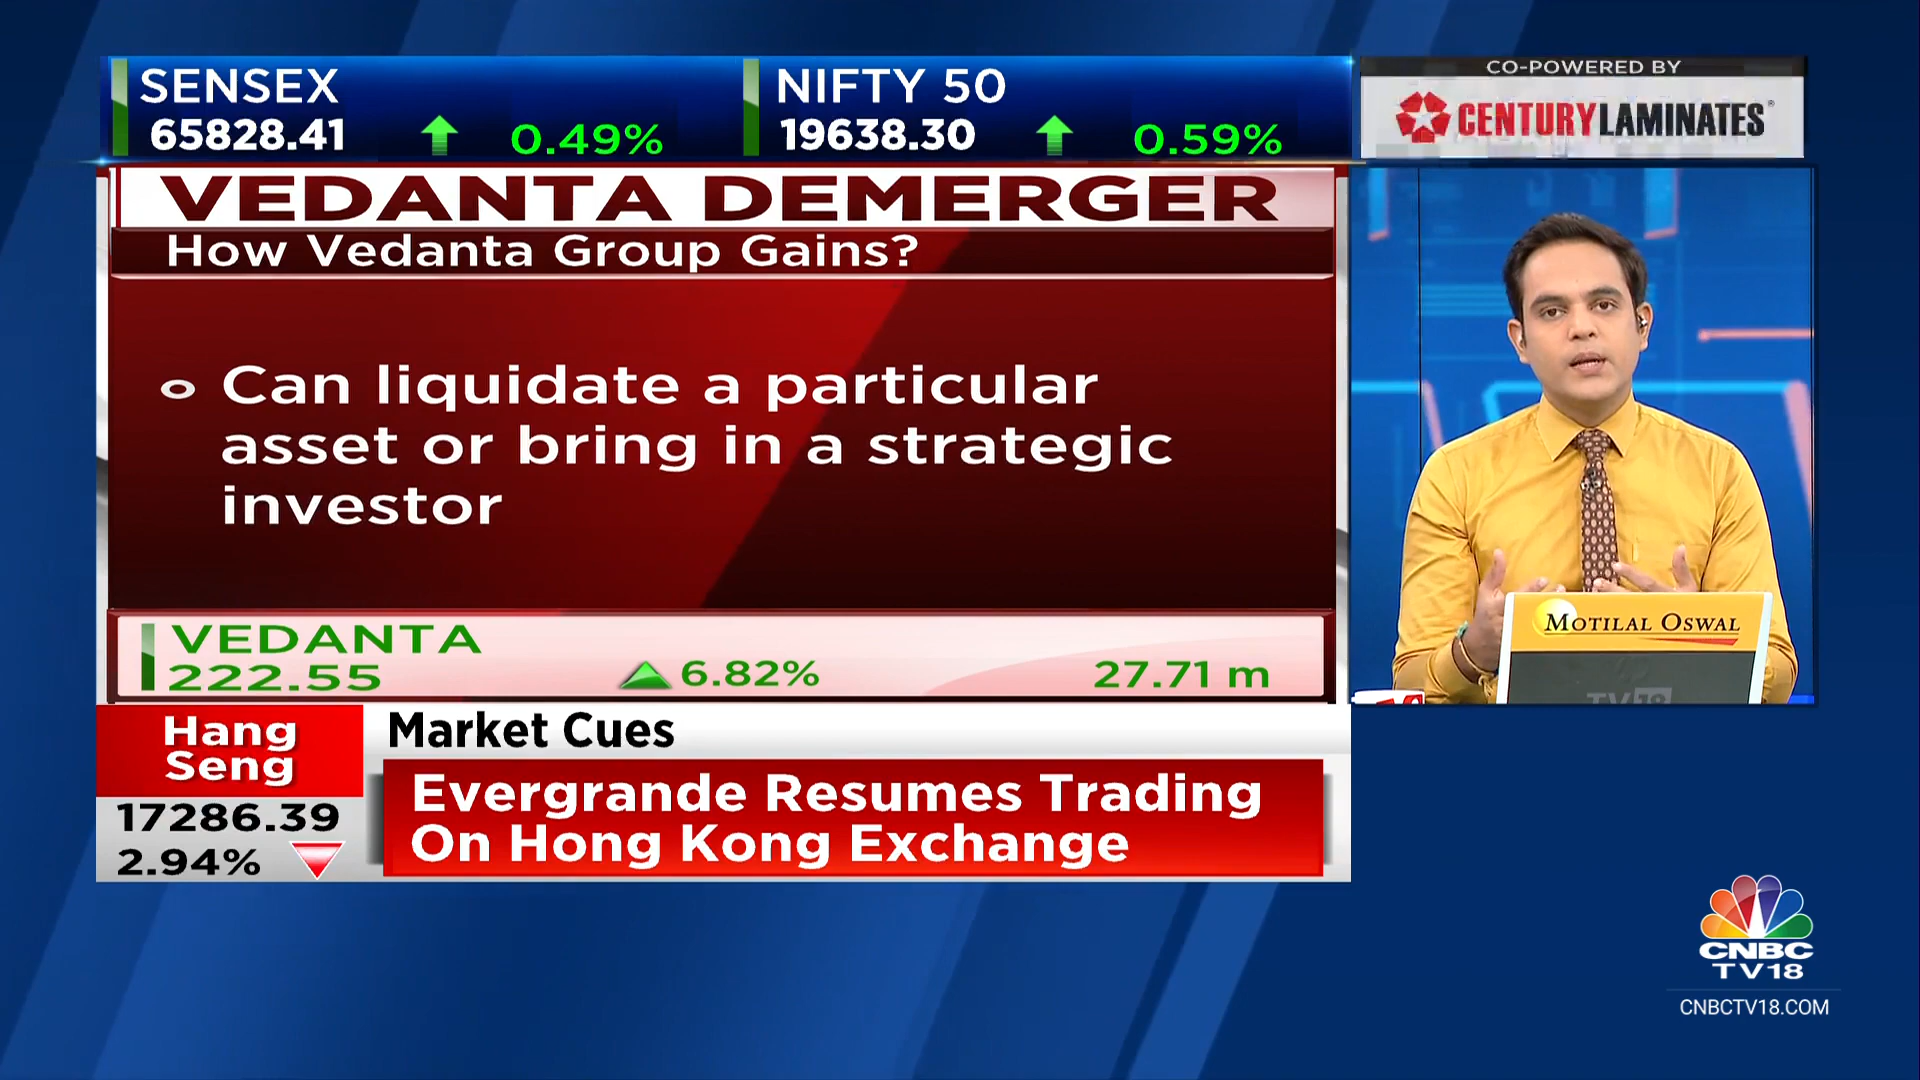 SENSEX
65828.41 0.49%
NIFTY 50
19638.30 0.59%
CO-POWERED BY
CENTURYLAMINATES®
VEDANTA DEMERGER
How Vedanta Group Gains?
Can liquidate a particular
asset or bring in a strategic
investor
VEDANTA
222.55 6.82% 27.71 m
MOTILAL OSWAL
TV18
Hang
Seng
17286.39
2.94%
Market Cues
Evergrande Resumes Trading
On Hong Kong Exchange
CNBC
TV18
CNBCTV18.COM